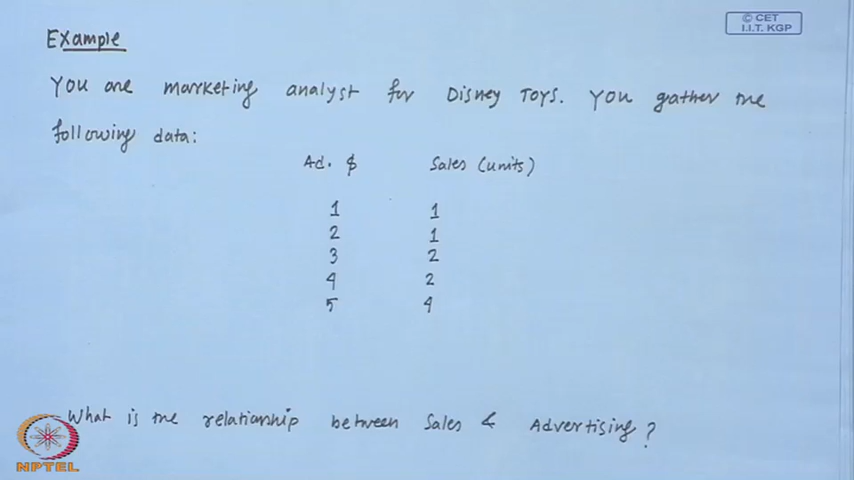 © CET
I.I.T. KGP
Example
You are marketing analyst for Disney Toys. You gather the
following data:
Ad. $ Sales (units)
1 1
2 1
3 2
4 2
5 4
What is the relationship between Sales & Advertising?
NPTEL